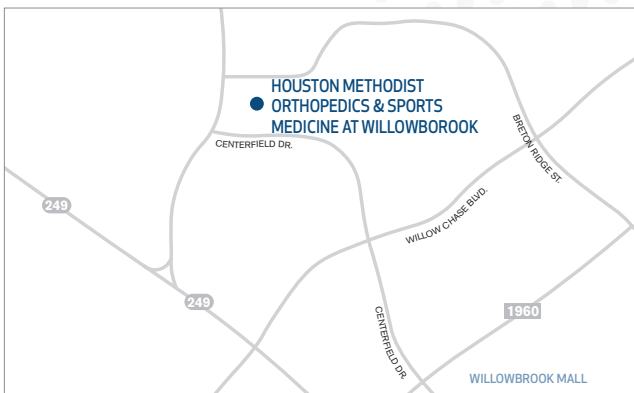 HOUSTON METHODIST
ORTHOPEDICS & SPORTS
MEDICINE AT WILLOWBOROOK
CENTERFIELD DR.
BRETON RIDGE ST.
249
WILLOW CHASE BLVD.
249
1960
CENTERFIELD DR.
WILLOWBROOK MALL